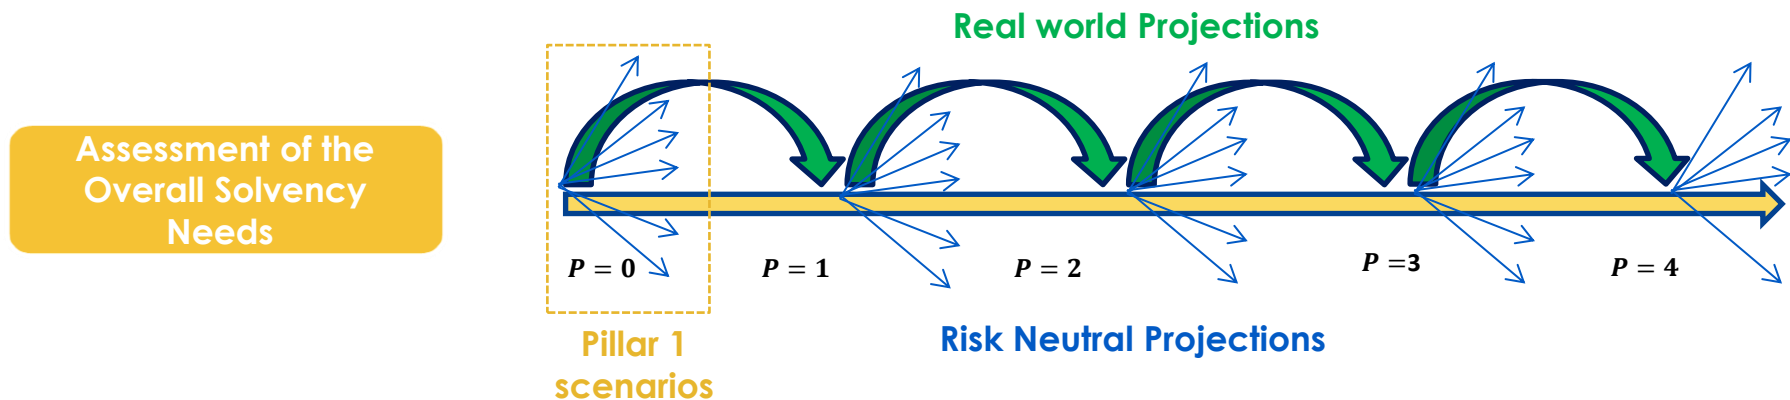 Real world Projections
Assessment of the
Overall Solvency
Needs
P = 0
P = 1
P = 2
P =3
P = 4
Pillar 1
scenarios
Risk Neutral Projections